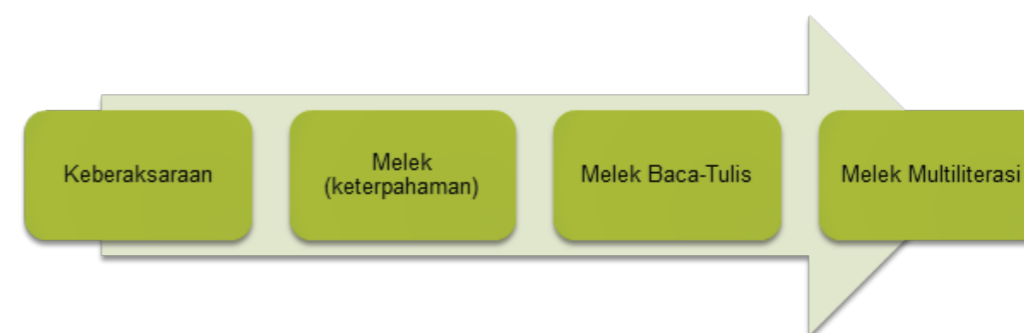 Keberaksaraan
Melek
(keterpahaman)
Melek Baca-Tulis
Melek Multiliterasi